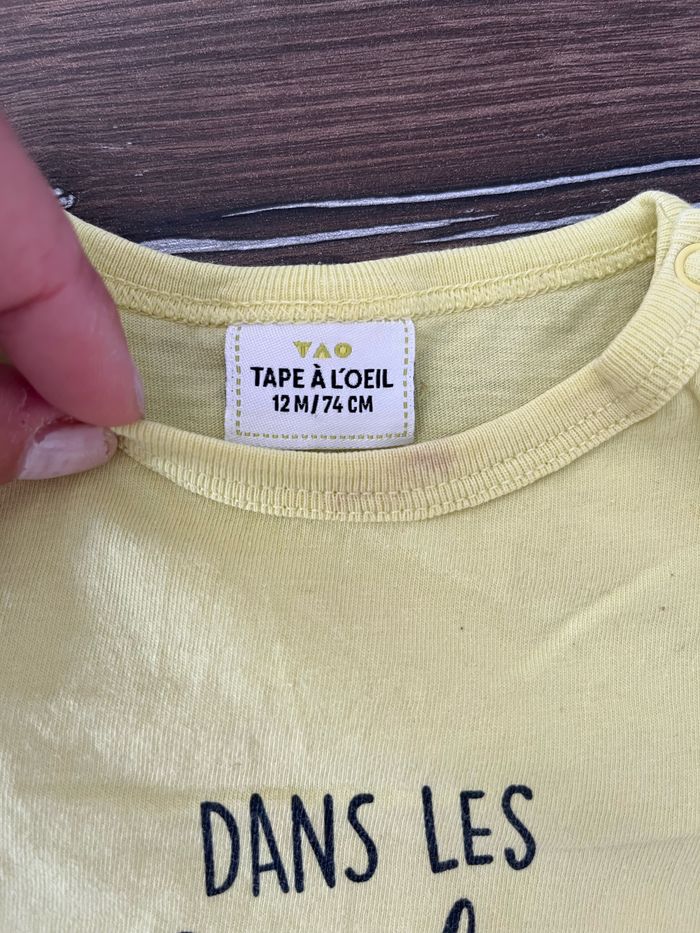 TAO
TAPE À L'OEIL
12 M/74 CM
DANS LES